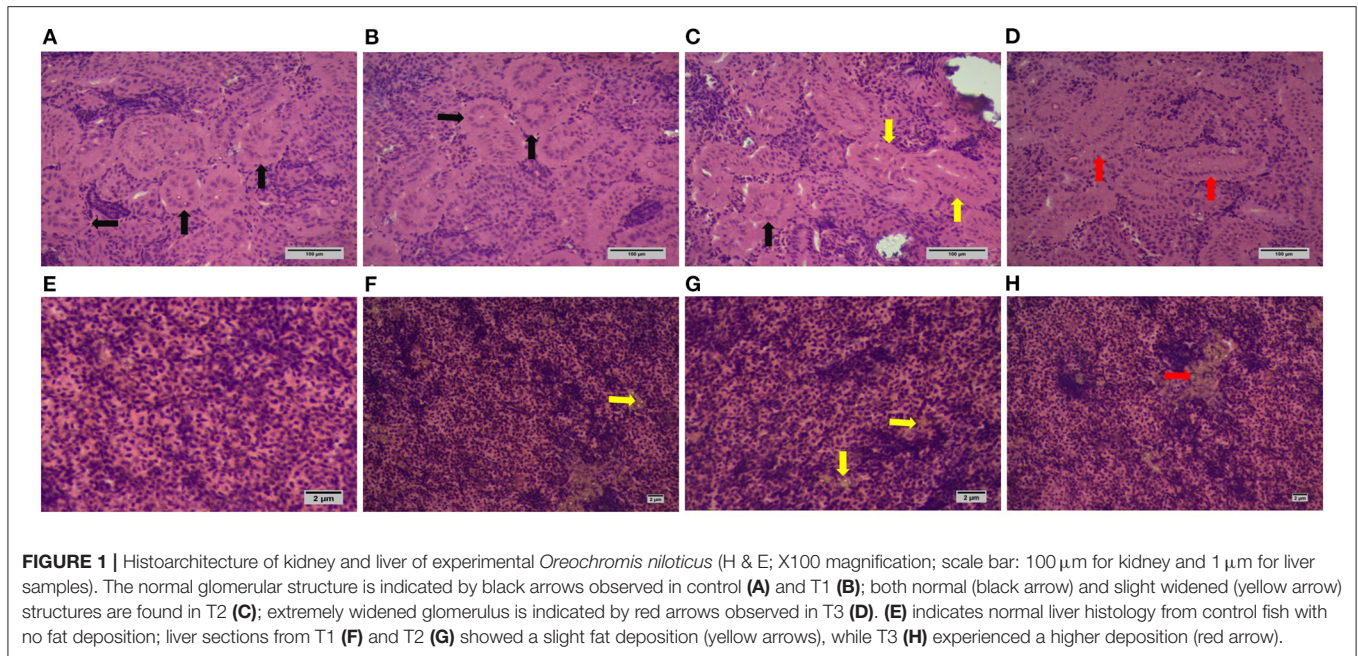 A B C D
100 µm 100 µm 100 µm 100 µm
E F G H
2 µm 2 µm 2 µm 2 µm
FIGURE 1 | Histoarchitecture of kidney and liver of experimental Oreochromis niloticus (H & E; X100 magnification; scale bar: 100 µm for kidney and 1 µm for liver
samples). The normal glomerular structure is indicated by black arrows observed in control (A) and T1 (B); both normal (black arrow) and slight widened (yellow arrow)
structures are found in T2 (C); extremely widened glomerulus is indicated by red arrows observed in T3 (D). (E) indicates normal liver histology from control fish with
no fat deposition; liver sections from T1 (F) and T2 (G) showed a slight fat deposition (yellow arrows), while T3 (H) experienced a higher deposition (red arrow).